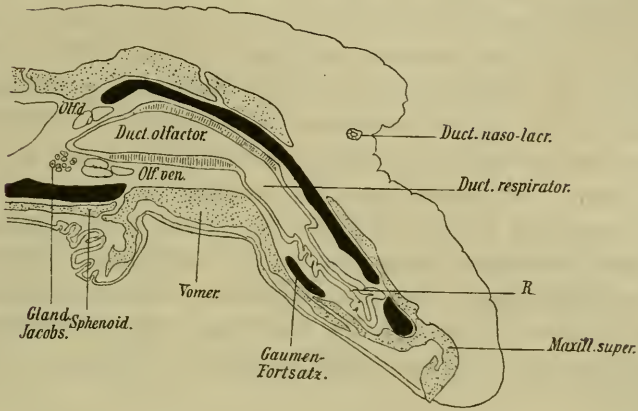 Olfd.
Duct. olfactor.
Duct. naso-lacr.
Olf. ven.
Duct. respirator.
Vomer.
R
Gland.
Jacobs.
Sphenoid.
Maxill. super.
Gaumen-
Fortsatz.